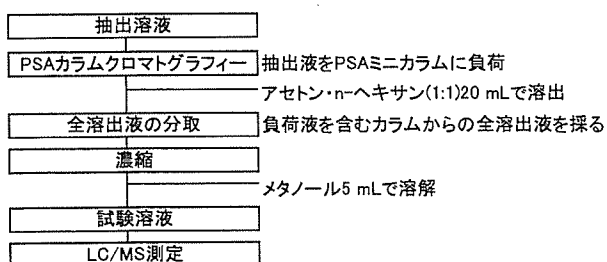 抽出溶液
PSAカラムクロマトグラフィー 抽出液をPSAミニカラムに負荷
アセトン・n-ヘキサン(1:1)20 mLで溶出
全溶出液の分取 負荷液を含むカラムからの全溶出液を採る
濃縮
メタノール5 mLで溶解
試験溶液
LC/MS測定